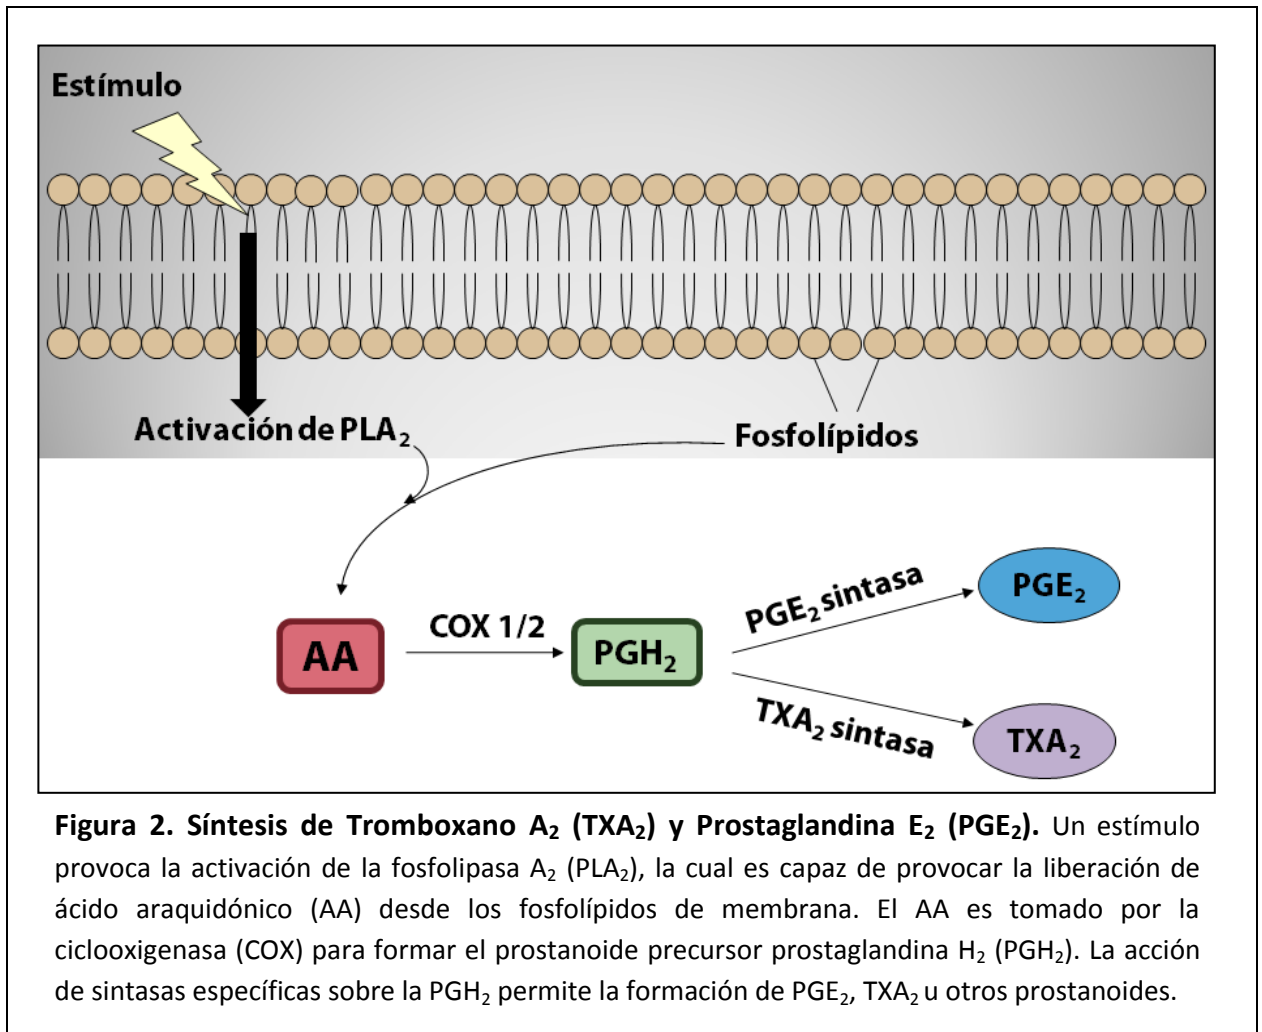 Estímulo
Activación de PLA₂
Fosfolípidos
AA
COX 1/2
PGH₂
PGE₂ sintasa
PGE₂
TXA₂ sintasa
TXA₂
Figura 2. Síntesis de Tromboxano A₂ (TXA₂) y Prostaglandina E₂ (PGE₂). Un estímulo
provoca la activación de la fosfolipasa A₂ (PLA₂), la cual es capaz de provocar la liberación de
ácido araquidónico (AA) desde los fosfolípidos de membrana. El AA es tomado por la
ciclooxigenasa (COX) para formar el prostanoide precursor prostaglandina H₂ (PGH₂). La acción
de sintasas específicas sobre la PGH₂ permite la formación de PGE₂, TXA₂ u otros prostanoides.